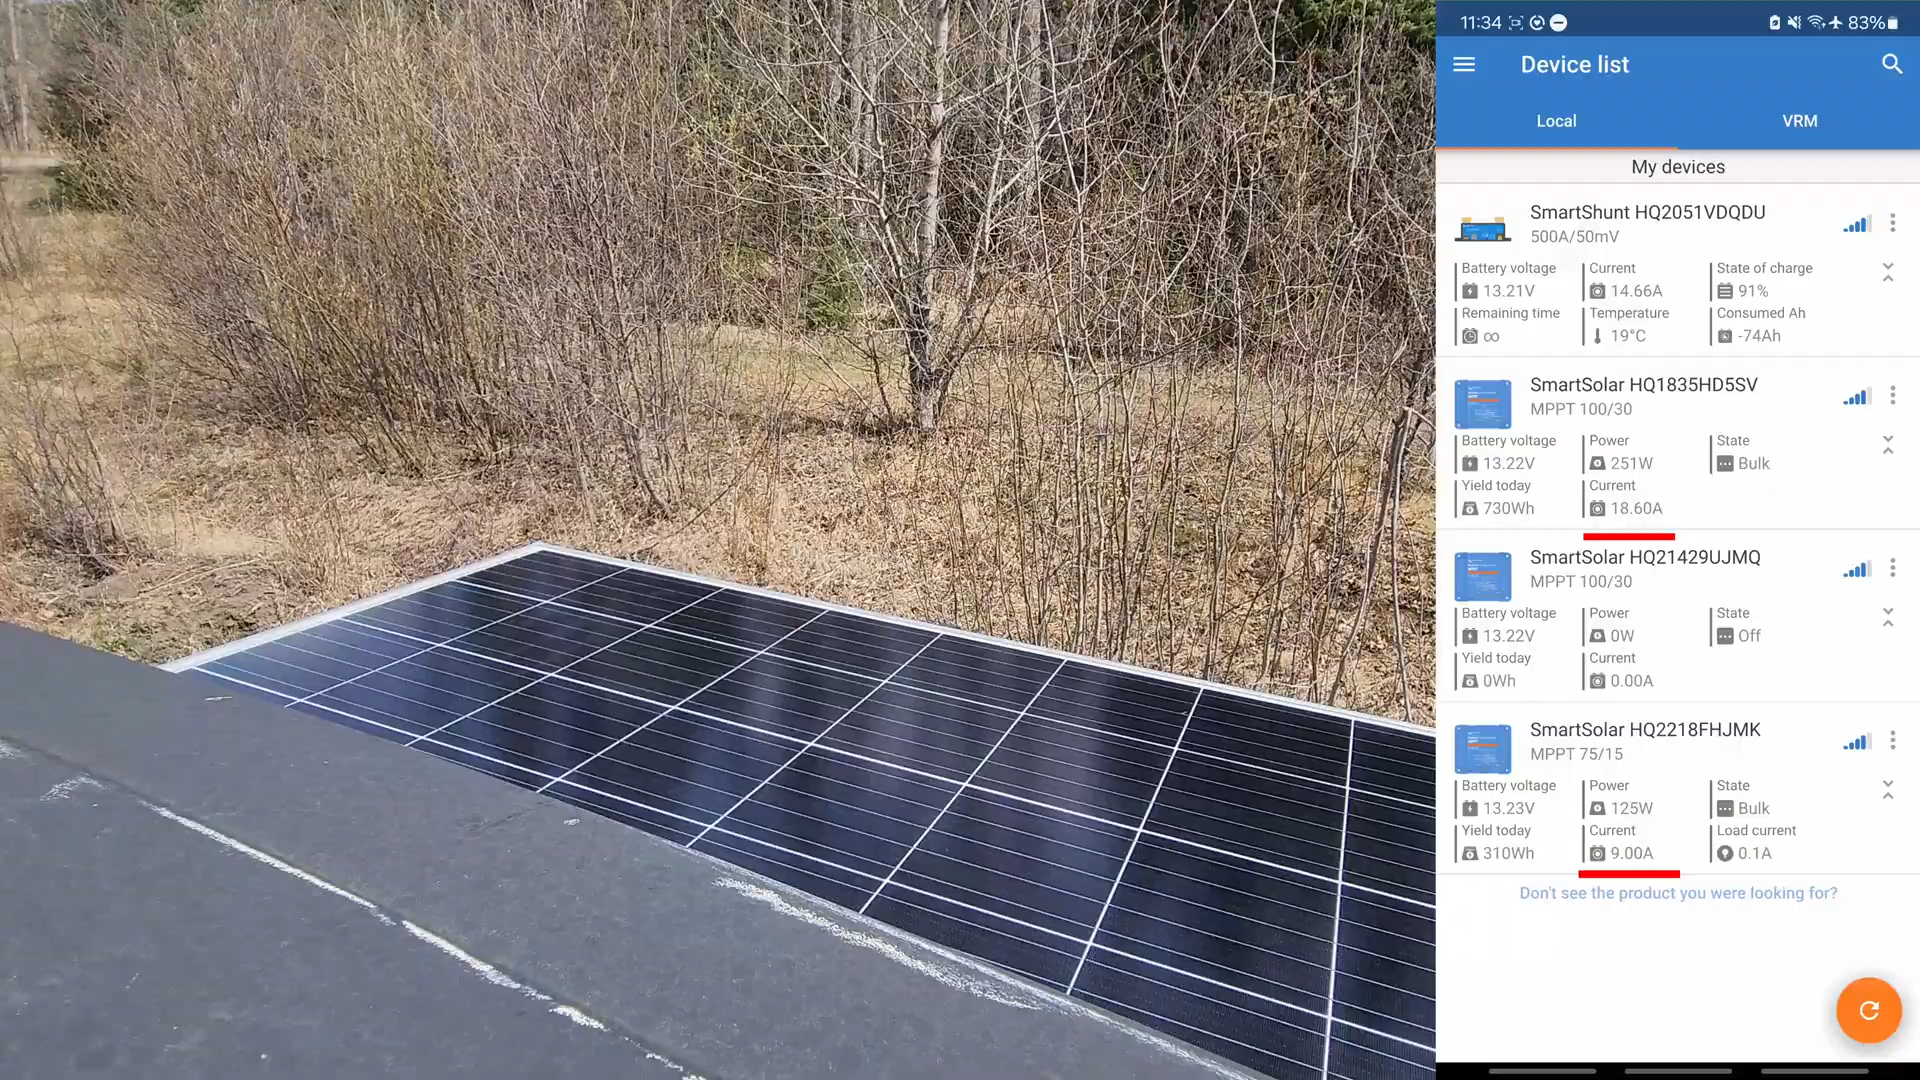 11:34 83%
Device list
Local VRM
My devices
SmartShunt HQ2051VDQDU
500A/50mV
Battery voltage Current State of charge
13.21V 14.66A 91%
Remaining time Temperature Consumed Ah
∞ 19°C -74Ah
SmartSolar HQ1835HD5SV
MPPT 100/30
Battery voltage Power State
13.22V 251W Bulk
Yield today Current
730Wh 18.60A
SmartSolar HQ21429UJMQ
MPPT 100/30
Battery voltage Power State
13.22V 0W Off
Yield today Current
0Wh 0.00A
SmartSolar HQ2218FHJMK
MPPT 75/15
Battery voltage Power State
13.23V 125W Bulk
Yield today Current Load current
310Wh 9.00A 0.1A
Don't see the product you were looking for?